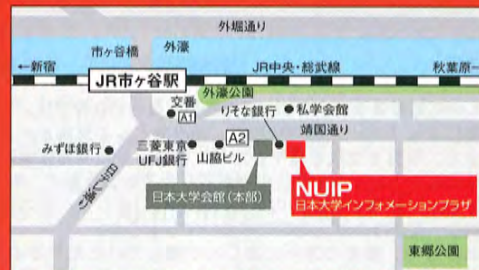 外堀通り
市ヶ谷橋
外濠
←新宿
JR市ヶ谷駅
JR中央・総武線
秋葉原→
外濠公園
交番
A1
りそな銀行
私学会館
靖国通り
みずほ銀行
三菱東京
UFJ銀行
A2
山脇ビル
日本大学会館(本部)
NUIP
日本大学インフォメーションプラザ
東郷公園